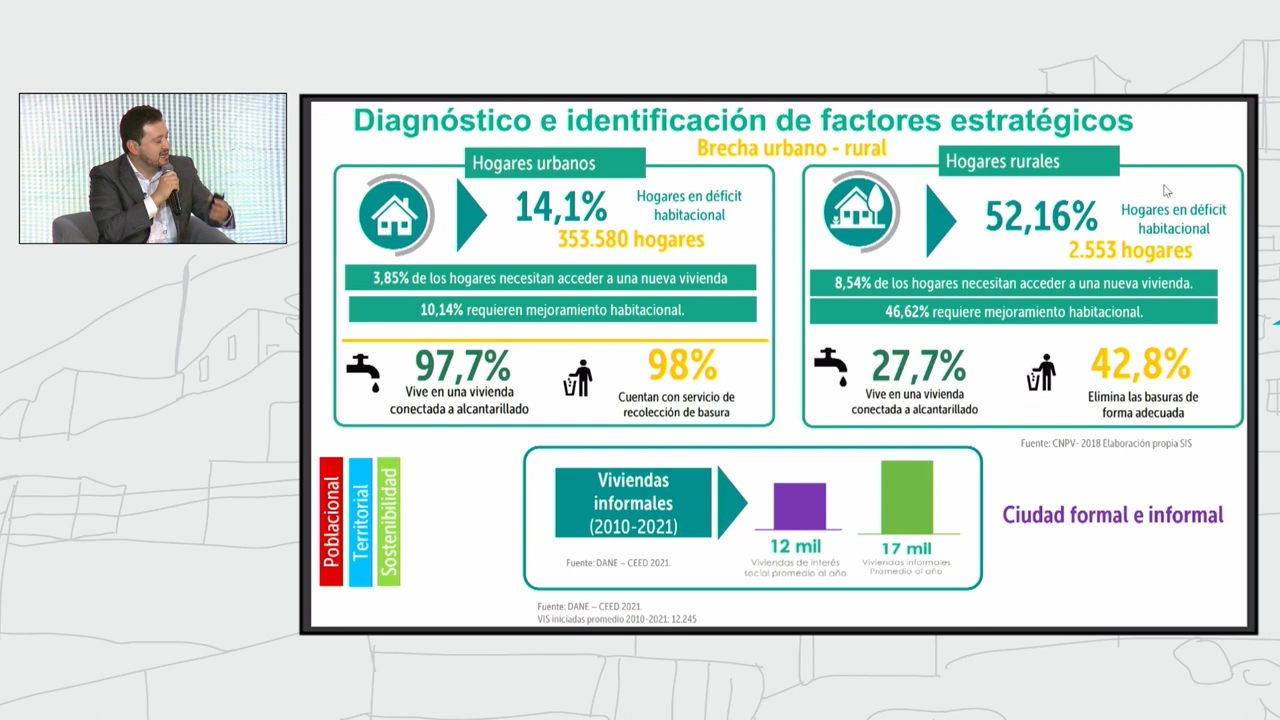 Diagnóstico e identificación de factores estratégicos
Brecha urbano - rural
Hogares urbanos
14,1%
Hogares en déficit
habitacional
353.580 hogares
3,85% de los hogares necesitan acceder a una nueva vivienda
10,14% requieren mejoramiento habitacional.
97,7%
Vive en una vivienda
conectada a alcantarillado
98%
Cuentan con servicio de
recolección de basura
Hogares rurales
52,16%
Hogares en déficit
habitacional
2.553 hogares
8,54% de los hogares necesitan acceder a una nueva vivienda.
46,62% requiere mejoramiento habitacional.
27,7%
Vive en una vivienda
conectada a alcantarillado
42,8%
Elimina las basuras de
forma adecuada
Fuente: CNPV- 2018 Elaboración propia SIS
Poblacional
Territorial
Sostenibilidad
Viviendas
informales
(2010-2021)
Fuente: DANE – CEED 2021.
12 mil
Viviendas de interés
social promedio al año
17 mil
Viviendas informales
Promedio al año
Ciudad formal e informal
Fuente: DANE – CEED 2021.
VIS iniciadas promedio 2010-2021: 12.245